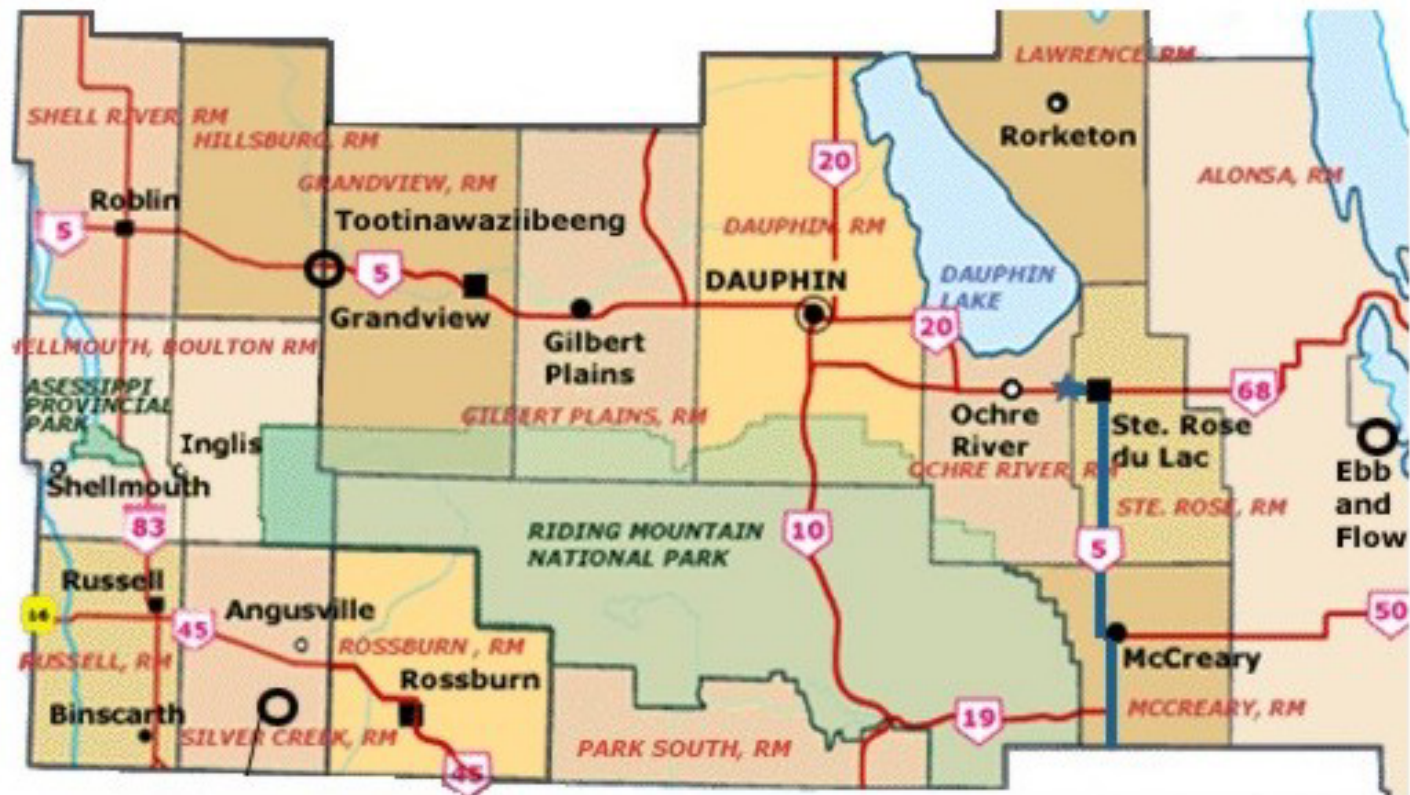 LAWRENCE, RM
SHELL RIVER, RM
HILLSBURG, RM
Rorketon
20
GRANDVIEW, RM
ALONSA, RM
Roblin
5
Tootinawaziibeeng
DAUPHIN, RM
5
DAUPHIN
DAUPHIN
LAKE
Grandview
20
Gilbert
Plains
HELLMOUTH, BOULTON RM
ASESSIPPI
PROVINCIAL
PARK
68
GILBERT PLAINS, RM
Ochre
River
Ste. Rose
du Lac
Inglis
OCHRE RIVER, RM
Shellmouth
Ebb
and
Flow
STE. ROSE, RM
83
RIDING MOUNTAIN
NATIONAL PARK
10
5
Russell
16
45
Angusville
50
ROSSBURN , RM
RUSSELL, RM
McCreary
Rossburn
Binscarth
SILVER CREEK, RM
19
MCCREARY, RM
PARK SOUTH, RM
45